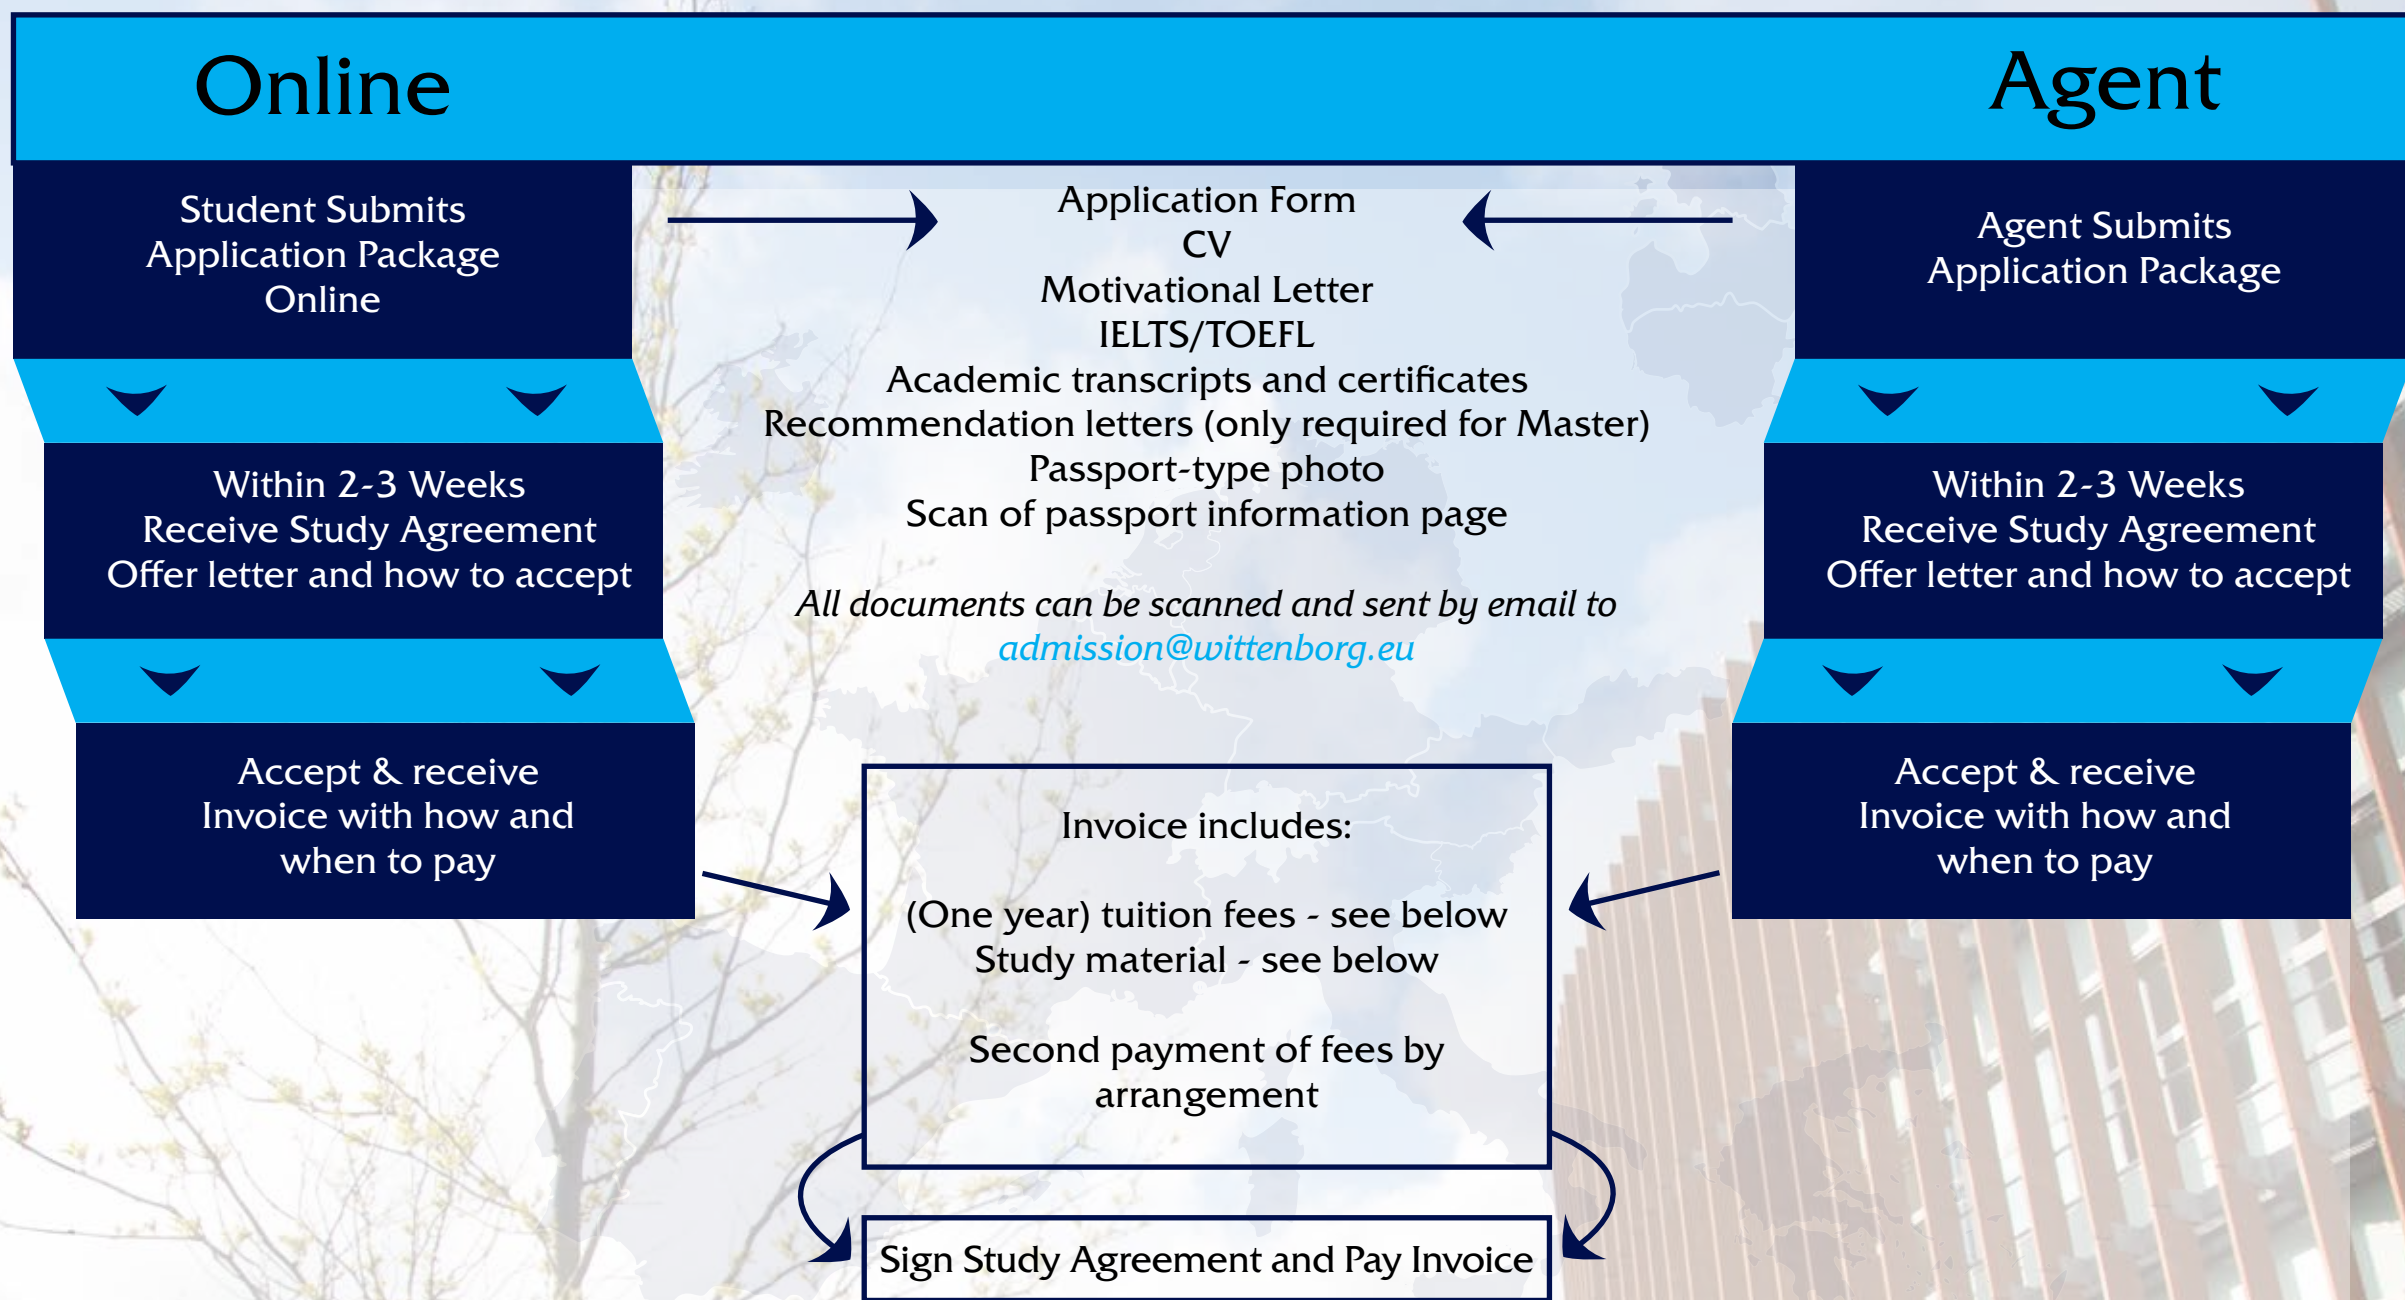 Online
Agent
Student Submits
Application Package
Online
Application Form
CV
Motivational Letter
IELTS/TOEFL
Academic transcripts and certificates
Recommendation letters (only required for Master)
Passport-type photo
Scan of passport information page
All documents can be scanned and sent by email to
admission@wittenborg.eu
Agent Submits
Application Package
Within 2-3 Weeks
Receive Study Agreement
Offer letter and how to accept
Within 2-3 Weeks
Receive Study Agreement
Offer letter and how to accept
Accept & receive
Invoice with how and
when to pay
Accept & receive
Invoice with how and
when to pay
Invoice includes:
(One year) tuition fees - see below
Study material - see below
Second payment of fees by
arrangement
Sign Study Agreement and Pay Invoice